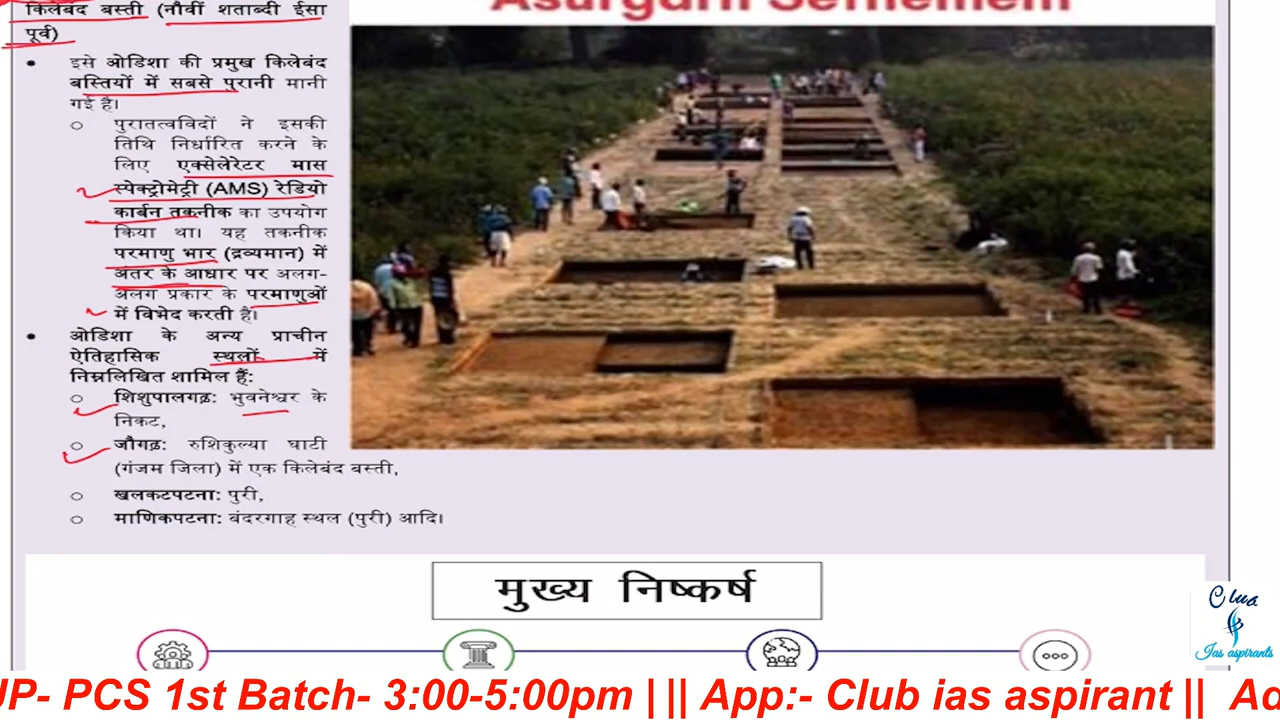 किलेबंद बस्ती (नौवीं शताब्दी ईसा
पूर्व)
इसे ओडिशा की प्रमुख किलेबंद
बस्तियों में सबसे पुरानी मानी
गई है।
पुरातत्वविदों ने इसकी
तिथि निर्धारित करने के
लिए एक्सेलेरेटर मास
स्पेक्ट्रोमेट्री (AMS) रेडियो
कार्बन तकनीक का उपयोग
किया था। यह तकनीक
परमाणु भार (द्रव्यमान) में
अंतर के आधार पर अलग-
अलग प्रकार के परमाणुओं
में विभेद करती है।
ओडिशा के अन्य प्राचीन
ऐतिहासिक स्थलों में
निम्नलिखित शामिल हैं:
शिशुपालगढ़: भुवनेश्वर के
निकट,
जौगढ़: रुशिकुल्या घाटी
(गंजम जिला) में एक किलेबंद बस्ती,
खलकटपटना: पुरी,
माणिकपटना: बंदरगाह स्थल (पुरी) आदि।
Asurgarh Settlement
मुख्य निष्कर्ष
Club
Ias aspirants
UP- PCS 1st Batch- 3:00-5:00pm | || App:- Club ias aspirant || Ad